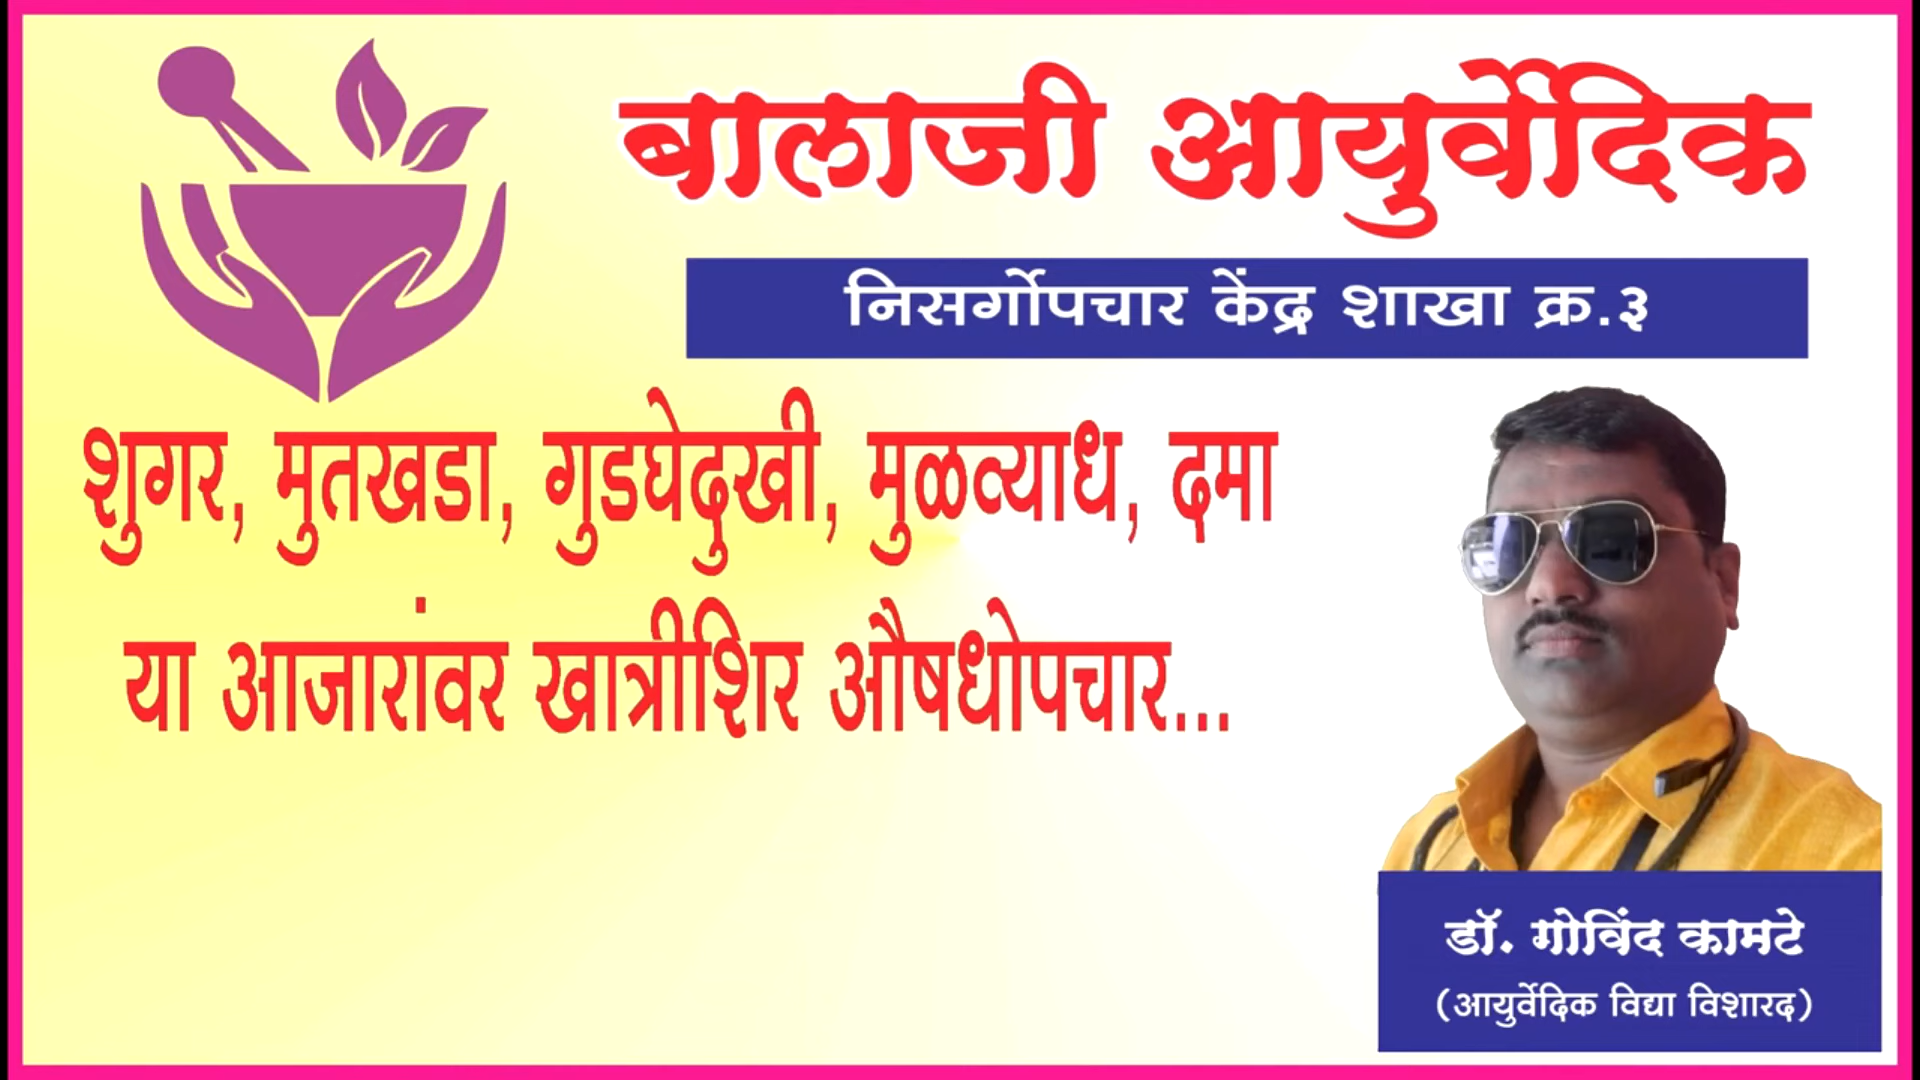 बालाजी आयुर्वेदिक
निसर्गोपचार केंद्र शाखा क्र.३
शुगर, मुतखडा, गुडघेदुखी, मुळव्याध, दमा
या आजारांवर खात्रीशिर औषधोपचार...
डॉ. गोविंद कामटे
(आयुर्वेदिक विद्या विशारद)